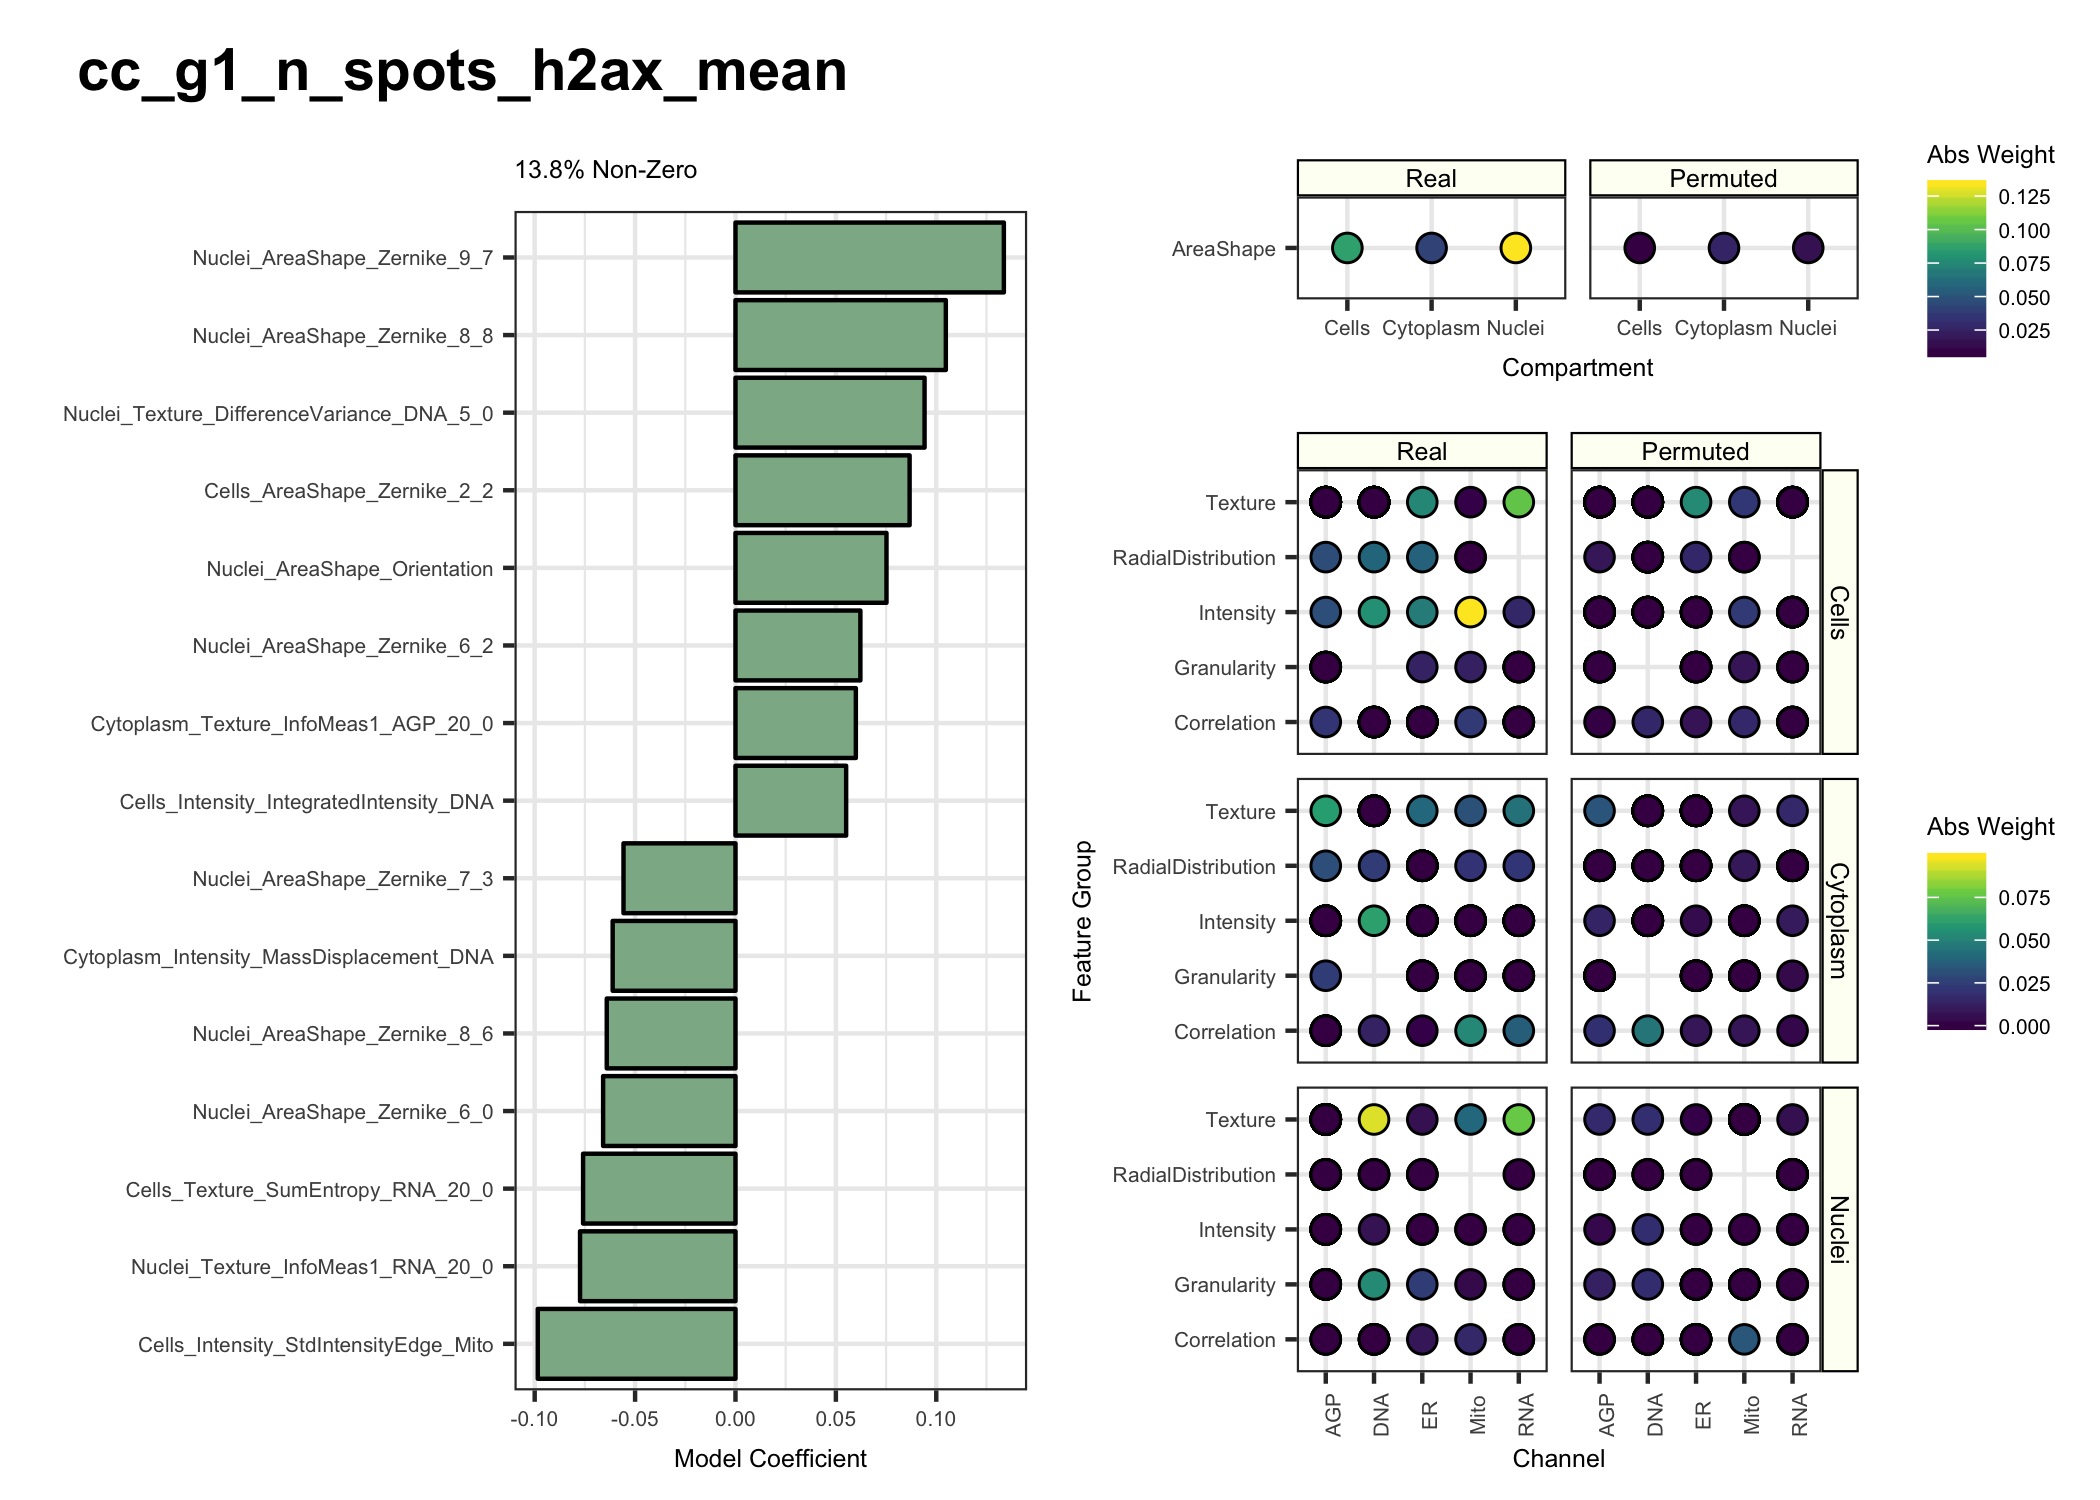 cc_g1_n_spots_h2ax_mean
13.8% Non-Zero
Nuclei_AreaShape_Zernike_9_7
Nuclei_AreaShape_Zernike_8_8
Nuclei_Texture_DifferenceVariance_DNA_5_0
Cells_AreaShape_Zernike_2_2
Nuclei_AreaShape_Orientation
Nuclei_AreaShape_Zernike_6_2
Cytoplasm_Texture_InfoMeas1_AGP_20_0
Cells_Intensity_IntegratedIntensity_DNA
Nuclei_AreaShape_Zernike_7_3
Cytoplasm_Intensity_MassDisplacement_DNA
Nuclei_AreaShape_Zernike_8_6
Nuclei_AreaShape_Zernike_6_0
Cells_Texture_SumEntropy_RNA_20_0
Nuclei_Texture_InfoMeas1_RNA_20_0
Cells_Intensity_StdIntensityEdge_Mito
-0.10 -0.05 0.00 0.05 0.10
Model Coefficient
Real Permuted
AreaShape
Cells Cytoplasm Nuclei Cells Cytoplasm Nuclei
Compartment
Abs Weight
0.125
0.100
0.075
0.050
0.025
Feature Group
Real Permuted
Texture
RadialDistribution
Intensity
Granularity
Correlation
Cells
Texture
RadialDistribution
Intensity
Granularity
Correlation
Cytoplasm
Texture
RadialDistribution
Intensity
Granularity
Correlation
Nuclei
AGP DNA ER Mito RNA AGP DNA ER Mito RNA
Channel
Abs Weight
0.075
0.050
0.025
0.000